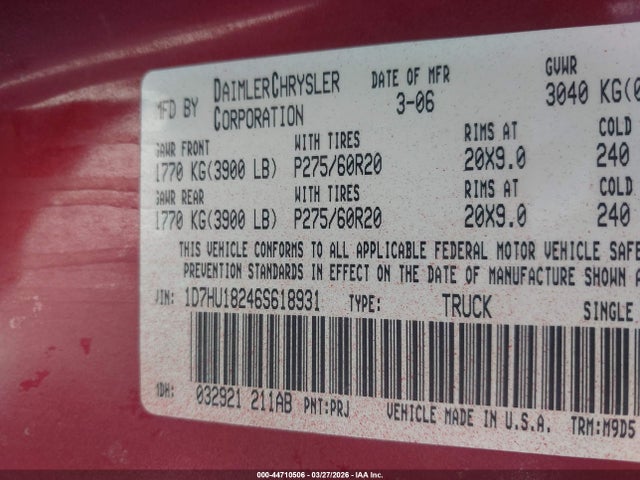 MFD BY DAIMLERCHRYSLER CORPORATION DATE OF MFR 3-06 GVWR 3040 KG(
GAWR FRONT WITH TIRES RIMS AT COLD
1770 KG(3900 LB) P275/60R20 20X9.0 240
GAWR REAR WITH TIRES RIMS AT COLD
1770 KG(3900 LB) P275/60R20 20X9.0 240
THIS VEHICLE CONFORMS TO ALL APPLICABLE FEDERAL MOTOR VEHICLE SAFE
PREVENTION STANDARDS IN EFFECT ON THE DATE OF MANUFACTURE SHOWN A
VIN: 1D7HU18246S618931 TYPE: TRUCK SINGLE
MDH: 032921 211AB PNT:PRJ VEHICLE MADE IN U.S.A. TRM:M9D5
000-44710506 03/27/2026 IAAI/IAA, Inc.